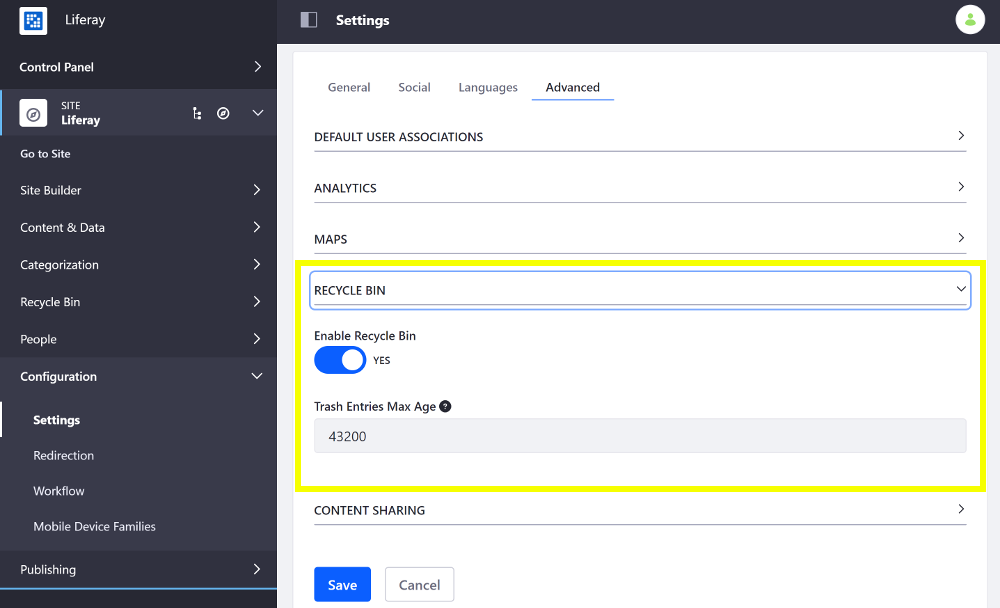 Liferay
Settings
Control Panel
SITE
Liferay
Go to Site
Site Builder
Content & Data
Categorization
Recycle Bin
People
Configuration
Settings
Redirection
Workflow
Mobile Device Families
Publishing
General Social Languages Advanced
DEFAULT USER ASSOCIATIONS
ANALYTICS
MAPS
RECYCLE BIN
Enable Recycle Bin
YES
Trash Entries Max Age ?
43200
CONTENT SHARING
Save Cancel